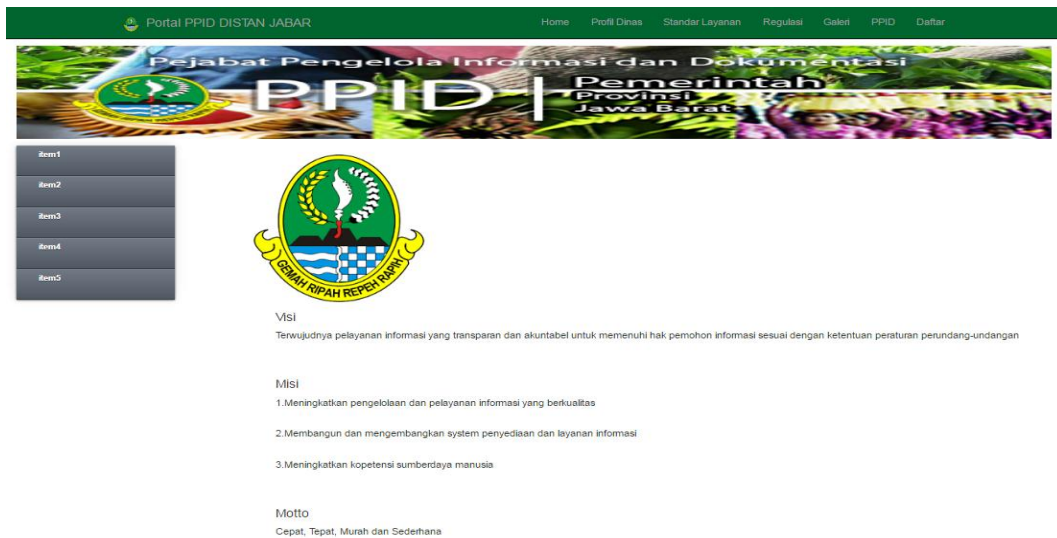 Portal PPID DISTAN JABAR Home Profil Dinas Standar Layanan Regulasi Galeri PPID Daftar
Pejabat Pengelola Informasi dan Dokumentasi
PPID
Pemerintah
Provinsi
Jawa Barat
item1
item2
item3
item4
item5
GEMAH RIPAH REPEH RAPIH
Visi
Terwujudnya pelayanan informasi yang transparan dan akuntabel untuk memenuhi hak pemohon informasi sesuai dengan ketentuan peraturan perundang-undangan
Misi
1.Meningkatkan pengelolaan dan pelayanan informasi yang berkualitas
2.Membangun dan mengembangkan system penyediaan dan layanan informasi
3.Meningkatkan kopetensi sumberdaya manusia
Motto
Cepat, Tepat, Murah dan Sederhana